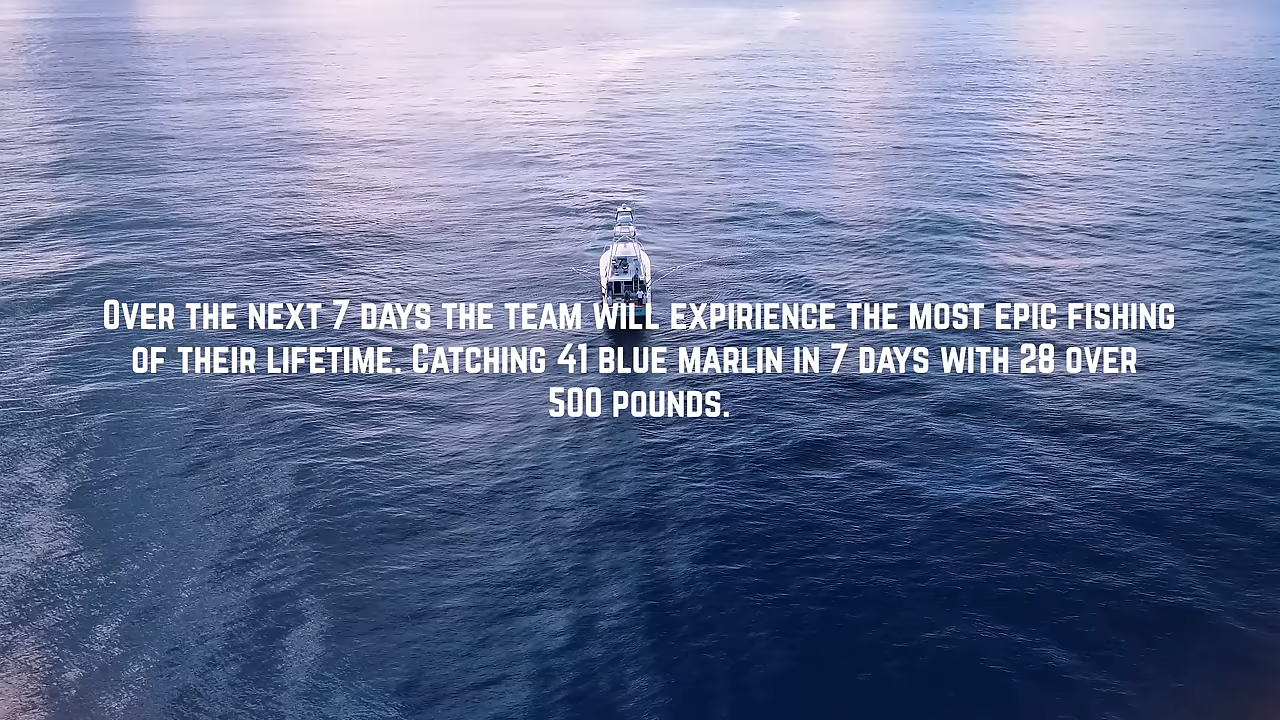 Over the next 7 days the team will expirience the most epic fishing
of their lifetime. Catching 41 blue marlin in 7 days with 28 over
500 pounds.